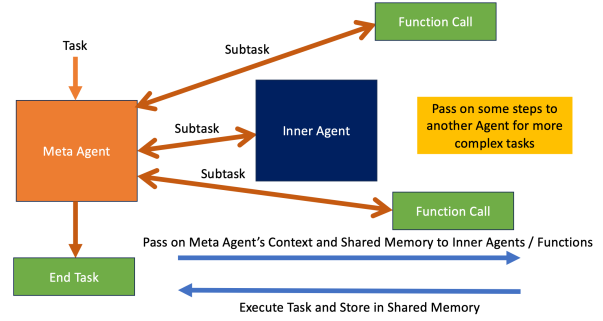 Function Call
Task
Subtask
Meta Agent
Subtask
Inner Agent
Pass on some steps to
another Agent for more
complex tasks
Subtask
Function Call
Pass on Meta Agent's Context and Shared Memory to Inner Agents / Functions
End Task
Execute Task and Store in Shared Memory